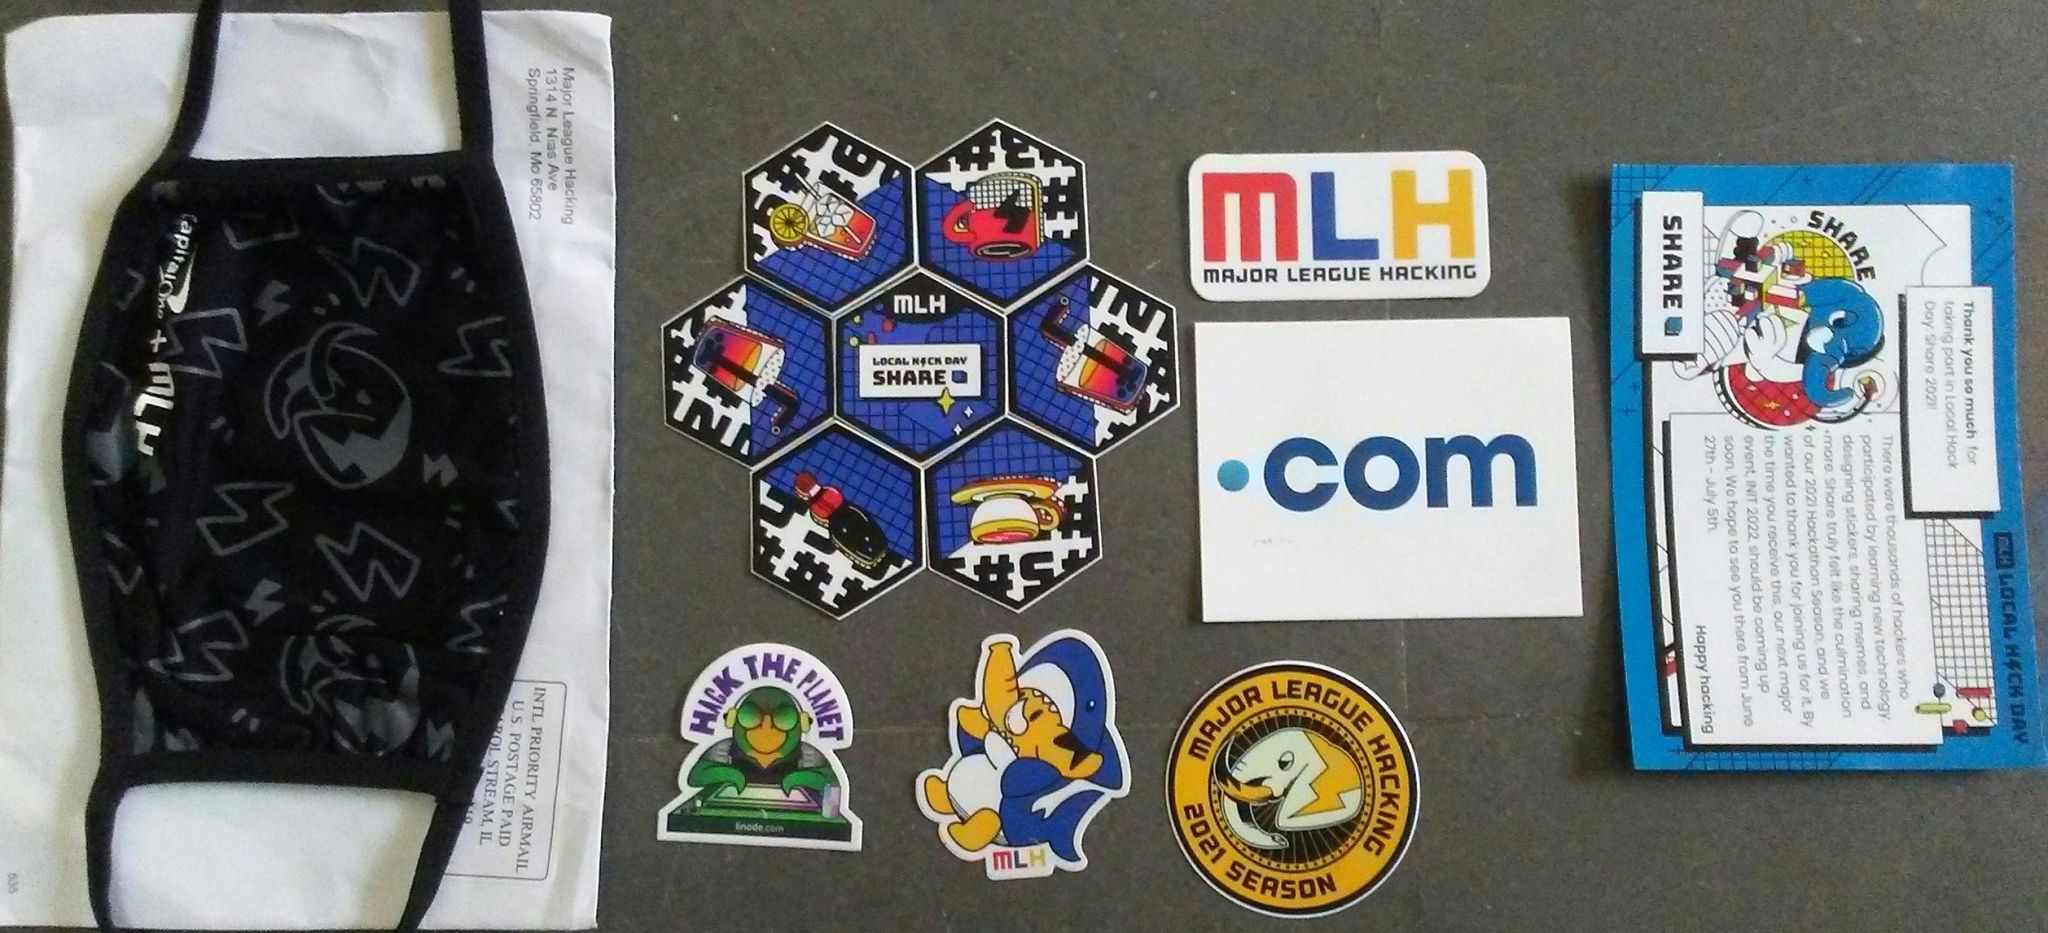 Major League Hacking
1314 N. Nias Ave
Springfield, Mo 65802
CapitalOne + MLH
INTL PRIORITY AIRMAIL
U.S. POSTAGE PAID
CAROL STREAM, IL
MLH
LOCAL HACK DAY
SHARE
MLH
MAJOR LEAGUE HACKING
.com
HACK THE PLANET
linode.com
MLH
MAJOR LEAGUE HACKING
2021 SEASON
MLH LOCAL HACK DAY
SHARE
SHARE
Thank you so much for
taking part in Local Hack
Day: Share 2021!
There were thousands of hackers who
participated by learning new technology,
designing stickers, sharing memes, and
more. Share truly felt like the culmination
of our 2021 Hackathon Season, and we
wanted to thank you for joining us for it. By
the time you receive this, our next major
event, INIT 2022, should be coming up
soon. We hope to see you there from June
27th - July 5th.
Happy hacking